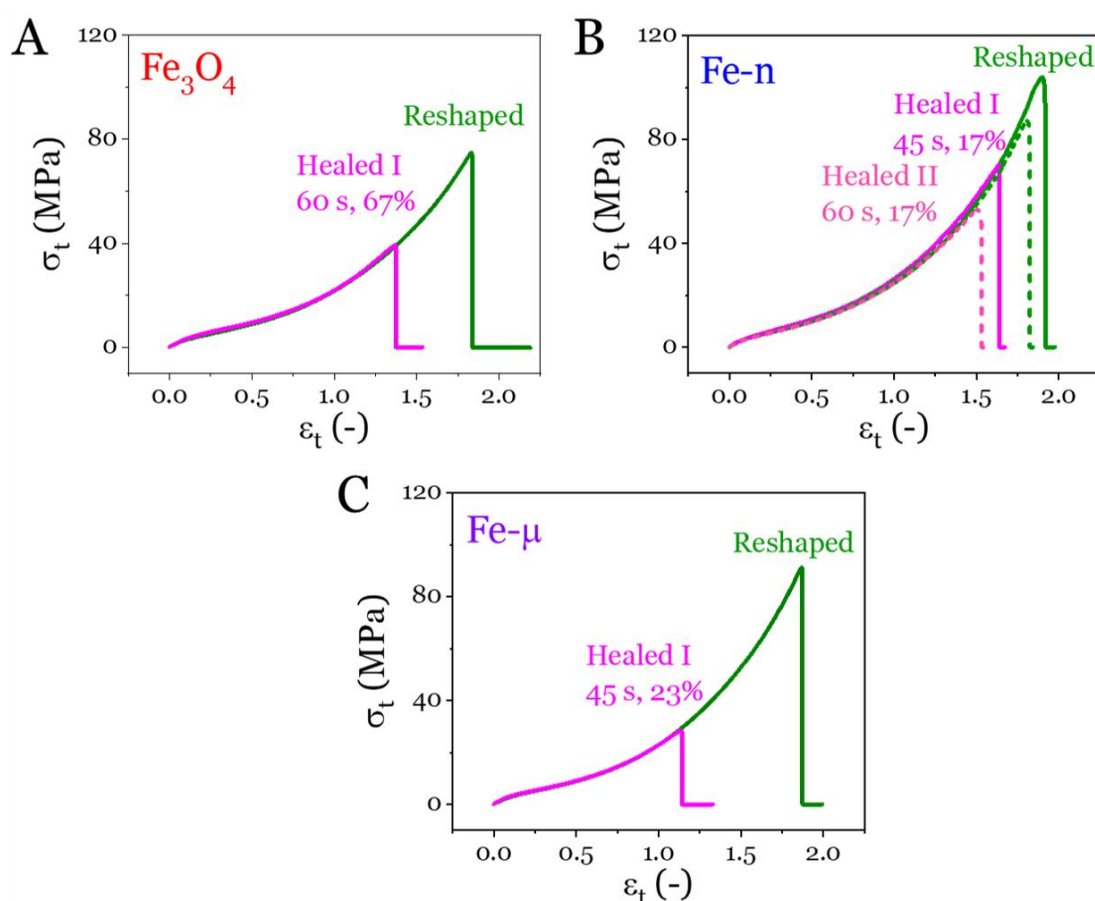 A
120
80
40
0
σt (MPa)
Fe₃O₄
Reshaped
Healed I
60 s, 67%
0.0 0.5 1.0 1.5 2.0
εt (-)
B
120
80
40
0
σt (MPa)
Fe-n
Reshaped
Healed I
45 s, 17%
Healed II
60 s, 17%
0.0 0.5 1.0 1.5 2.0
εt (-)
C
120
80
40
0
σt (MPa)
Fe-μ
Reshaped
Healed I
45 s, 23%
0.0 0.5 1.0 1.5 2.0
εt (-)